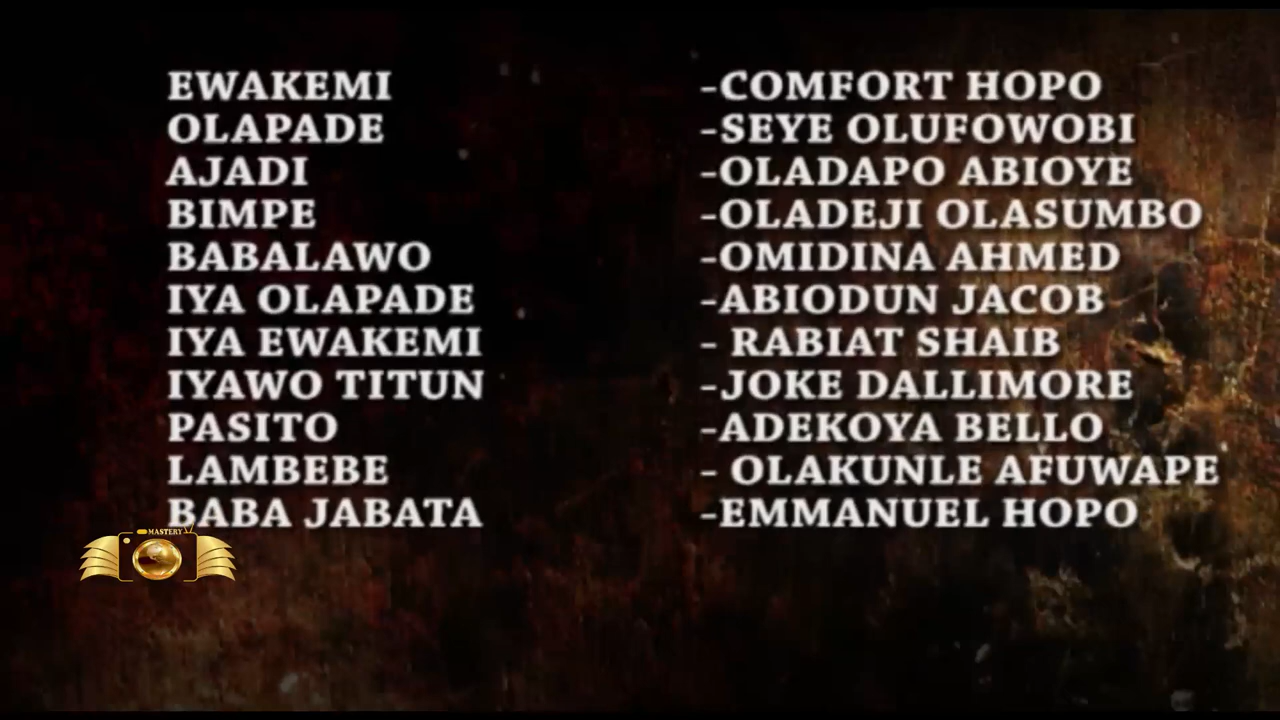 EWAKEMI -COMFORT HOPO
OLAPADE -SEYE OLUFOWOBI
AJADI -OLADAPO ABIOYE
BIMPE -OLADEJI OLASUMBO
BABALAWO -OMIDINA AHMED
IYA OLAPADE -ABIODUN JACOB
IYA EWAKEMI - RABIAT SHAIB
IYAWO TITUN -JOKE DALLIMORE
PASITO -ADEKOYA BELLO
LAMBEBE - OLAKUNLE AFUWAPE
BABA JABATA -EMMANUEL HOPO
MASTERY